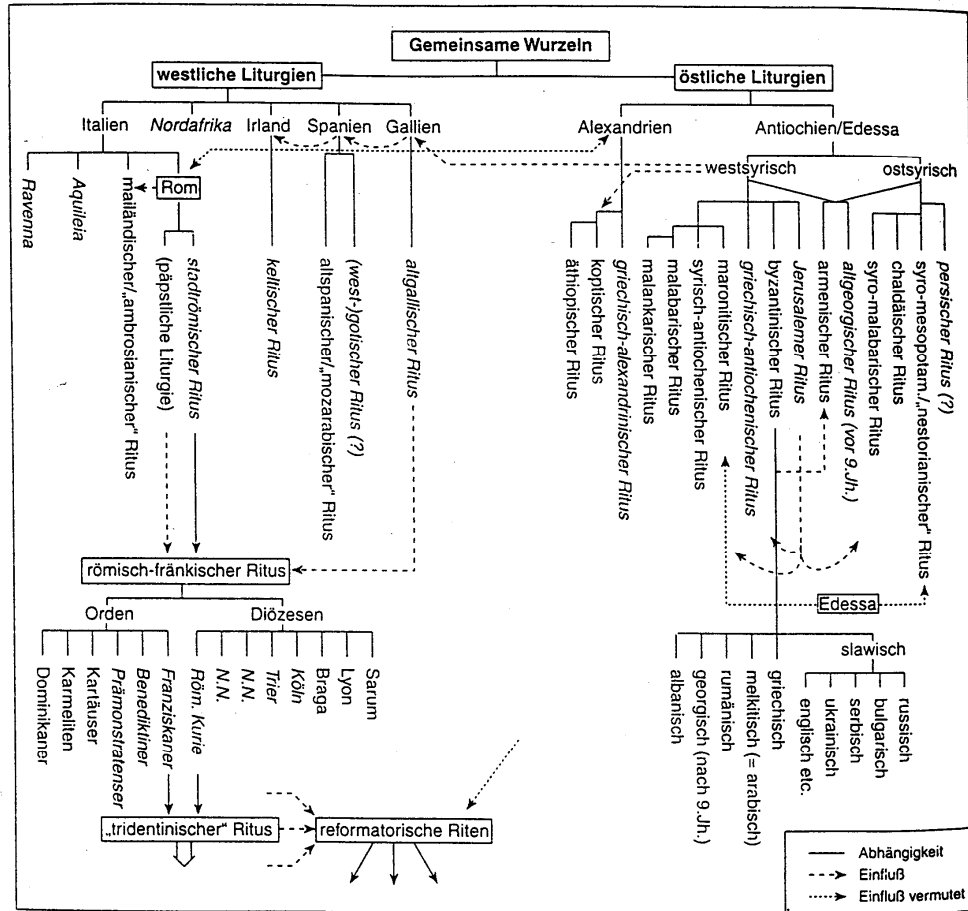 Gemeinsame Wurzeln
westliche Liturgien
östliche Liturgien
Italien
Nordafrika
Irland
Spanien
Gallien
Alexandrien
Antiochien/Edessa
westsyrisch
ostsyrisch
Ravenna
Aquileia
mailändischer/„ambrosianischer“ Ritus
Rom
(päpstliche Liturgie)
stadtrömischer Ritus
keltischer Ritus
altspanischer/„mozarabischer“ Ritus
(west-)gotischer Ritus (?)
altgallischer Ritus
äthiopischer Ritus
koptischer Ritus
griechisch-alexandrinischer Ritus
malankarischer Ritus
malabarischer Ritus
syrisch-antiochenischer Ritus
maronitischer Ritus
griechisch-antiochenischer Ritus
byzantinischer Ritus
Jerusalemer Ritus
armenischer Ritus
altgeorgischer Ritus (vor 9.Jh.)
syro-malabarischer Ritus
chaldäischer Ritus
syro-mesopotam./„nestorianischer“ Ritus
persischer Ritus (?)
römisch-fränkischer Ritus
Edessa
Orden
Diözesen
Dominikaner
Karmeliten
Kartäuser
Prämonstratenser
Benediktiner
Franziskaner
Röm. Kurie
N.N.
N.N.
Trier
Köln
Braga
Lyon
Sarum
slawisch
albanisch
georgisch (nach 9.Jh.)
rumänisch
melkitisch (= arabisch)
griechisch
englisch etc.
ukrainisch
serbisch
bulgarisch
russisch
„tridentinischer“ Ritus
reformatorische Riten
Abhängigkeit
Einfluß
Einfluß vermutet